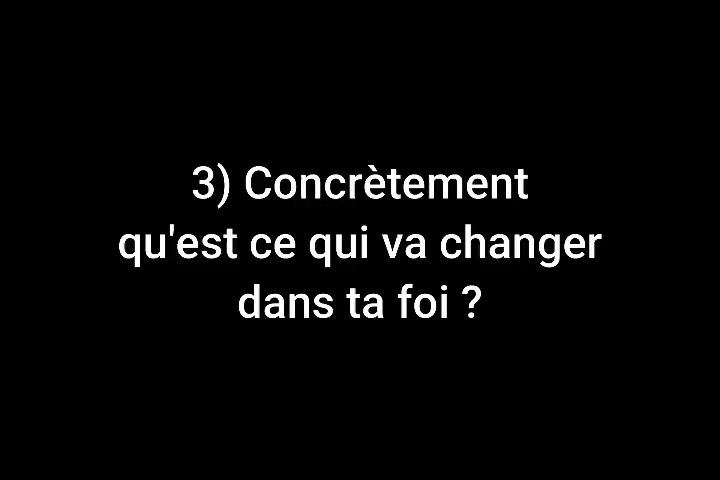 3) Concrètement
qu'est ce qui va changer
dans ta foi ?